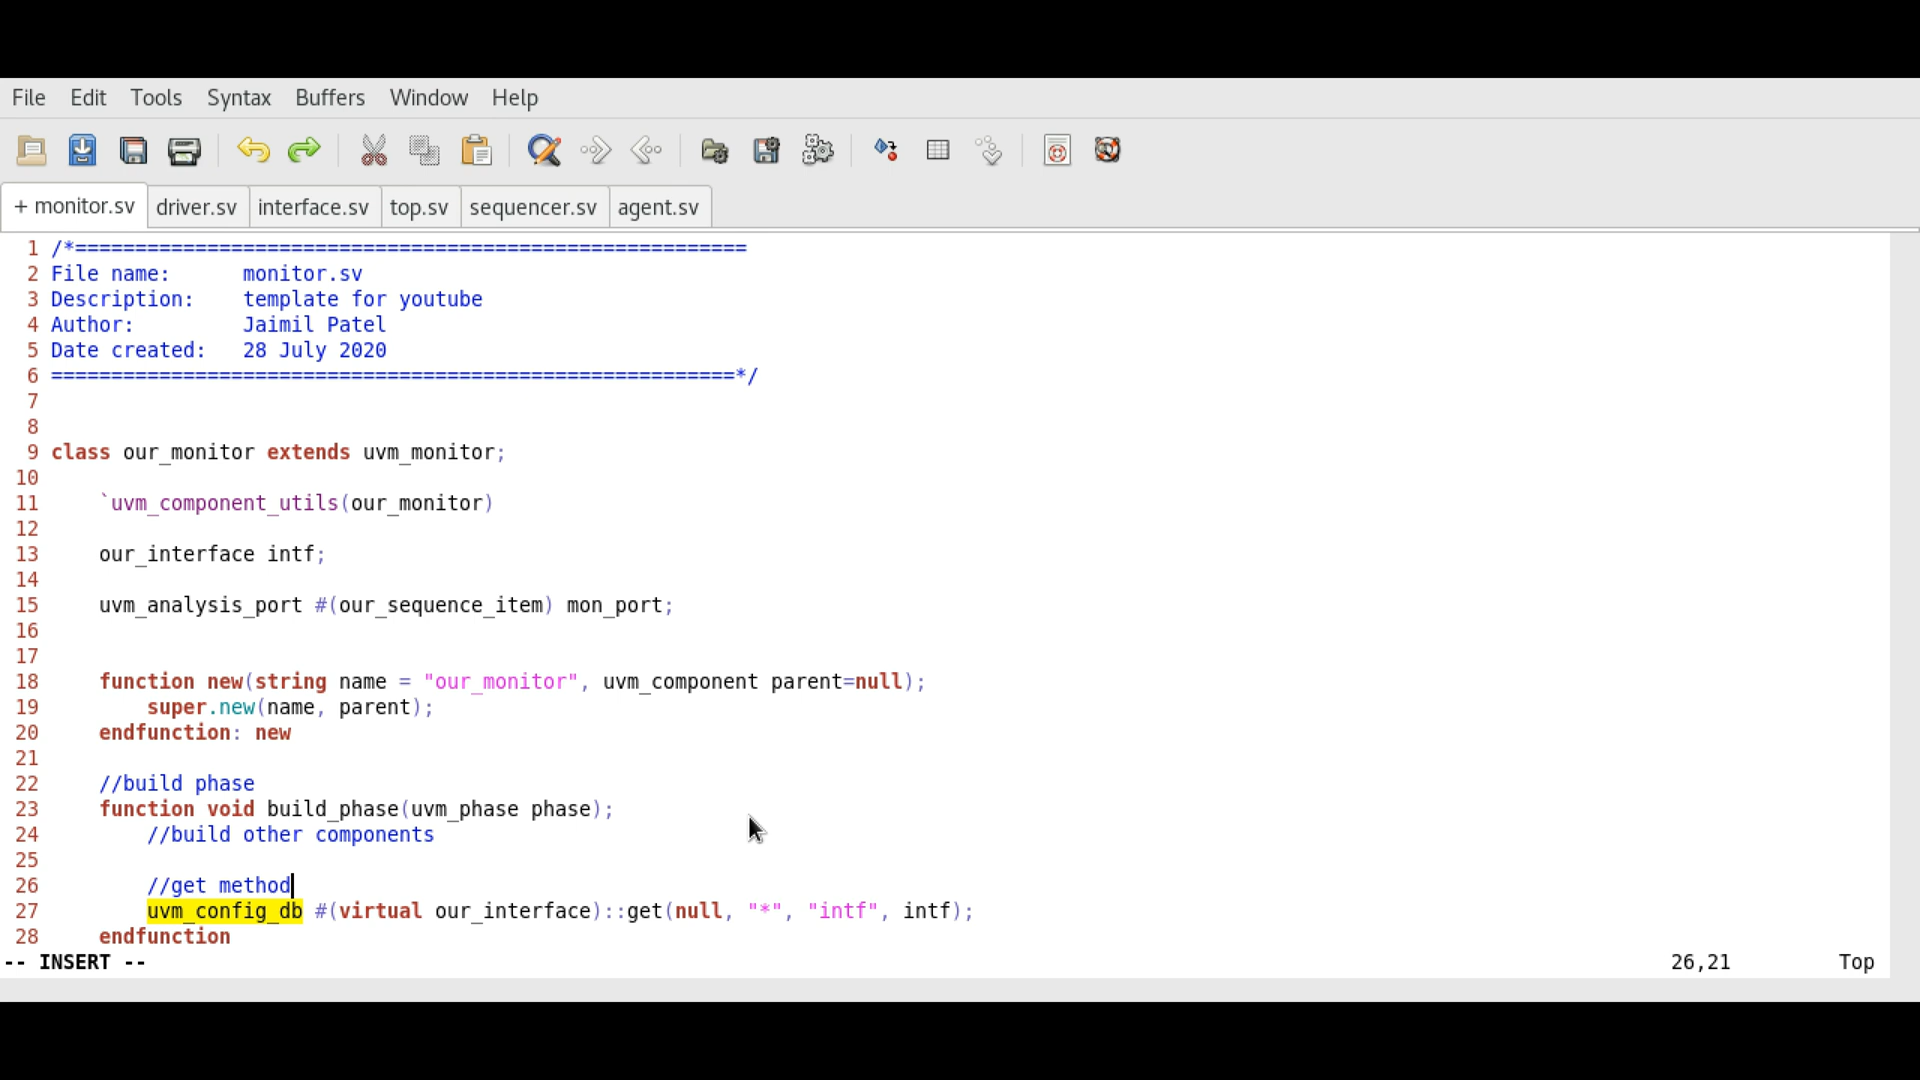 File Edit Tools Syntax Buffers Window Help
+ monitor.sv driver.sv interface.sv top.sv sequencer.sv agent.sv
1 /*========================================================
2 File name:      monitor.sv
3 Description:    template for youtube
4 Author:         Jaimil Patel
5 Date created:   28 July 2020
6 =========================================================*/
7
8
9 class our_monitor extends uvm_monitor;
10
11     `uvm_component_utils(our_monitor)
12
13     our_interface intf;
14
15     uvm_analysis_port #(our_sequence_item) mon_port;
16
17
18     function new(string name = "our_monitor", uvm_component parent=null);
19         super.new(name, parent);
20     endfunction: new
21
22     //build phase
23     function void build_phase(uvm_phase phase);
24         //build other components
25
26         //get method
27         uvm_config_db #(virtual our_interface)::get(null, "*", "intf", intf);
28     endfunction
-- INSERT -- 26,21 Top